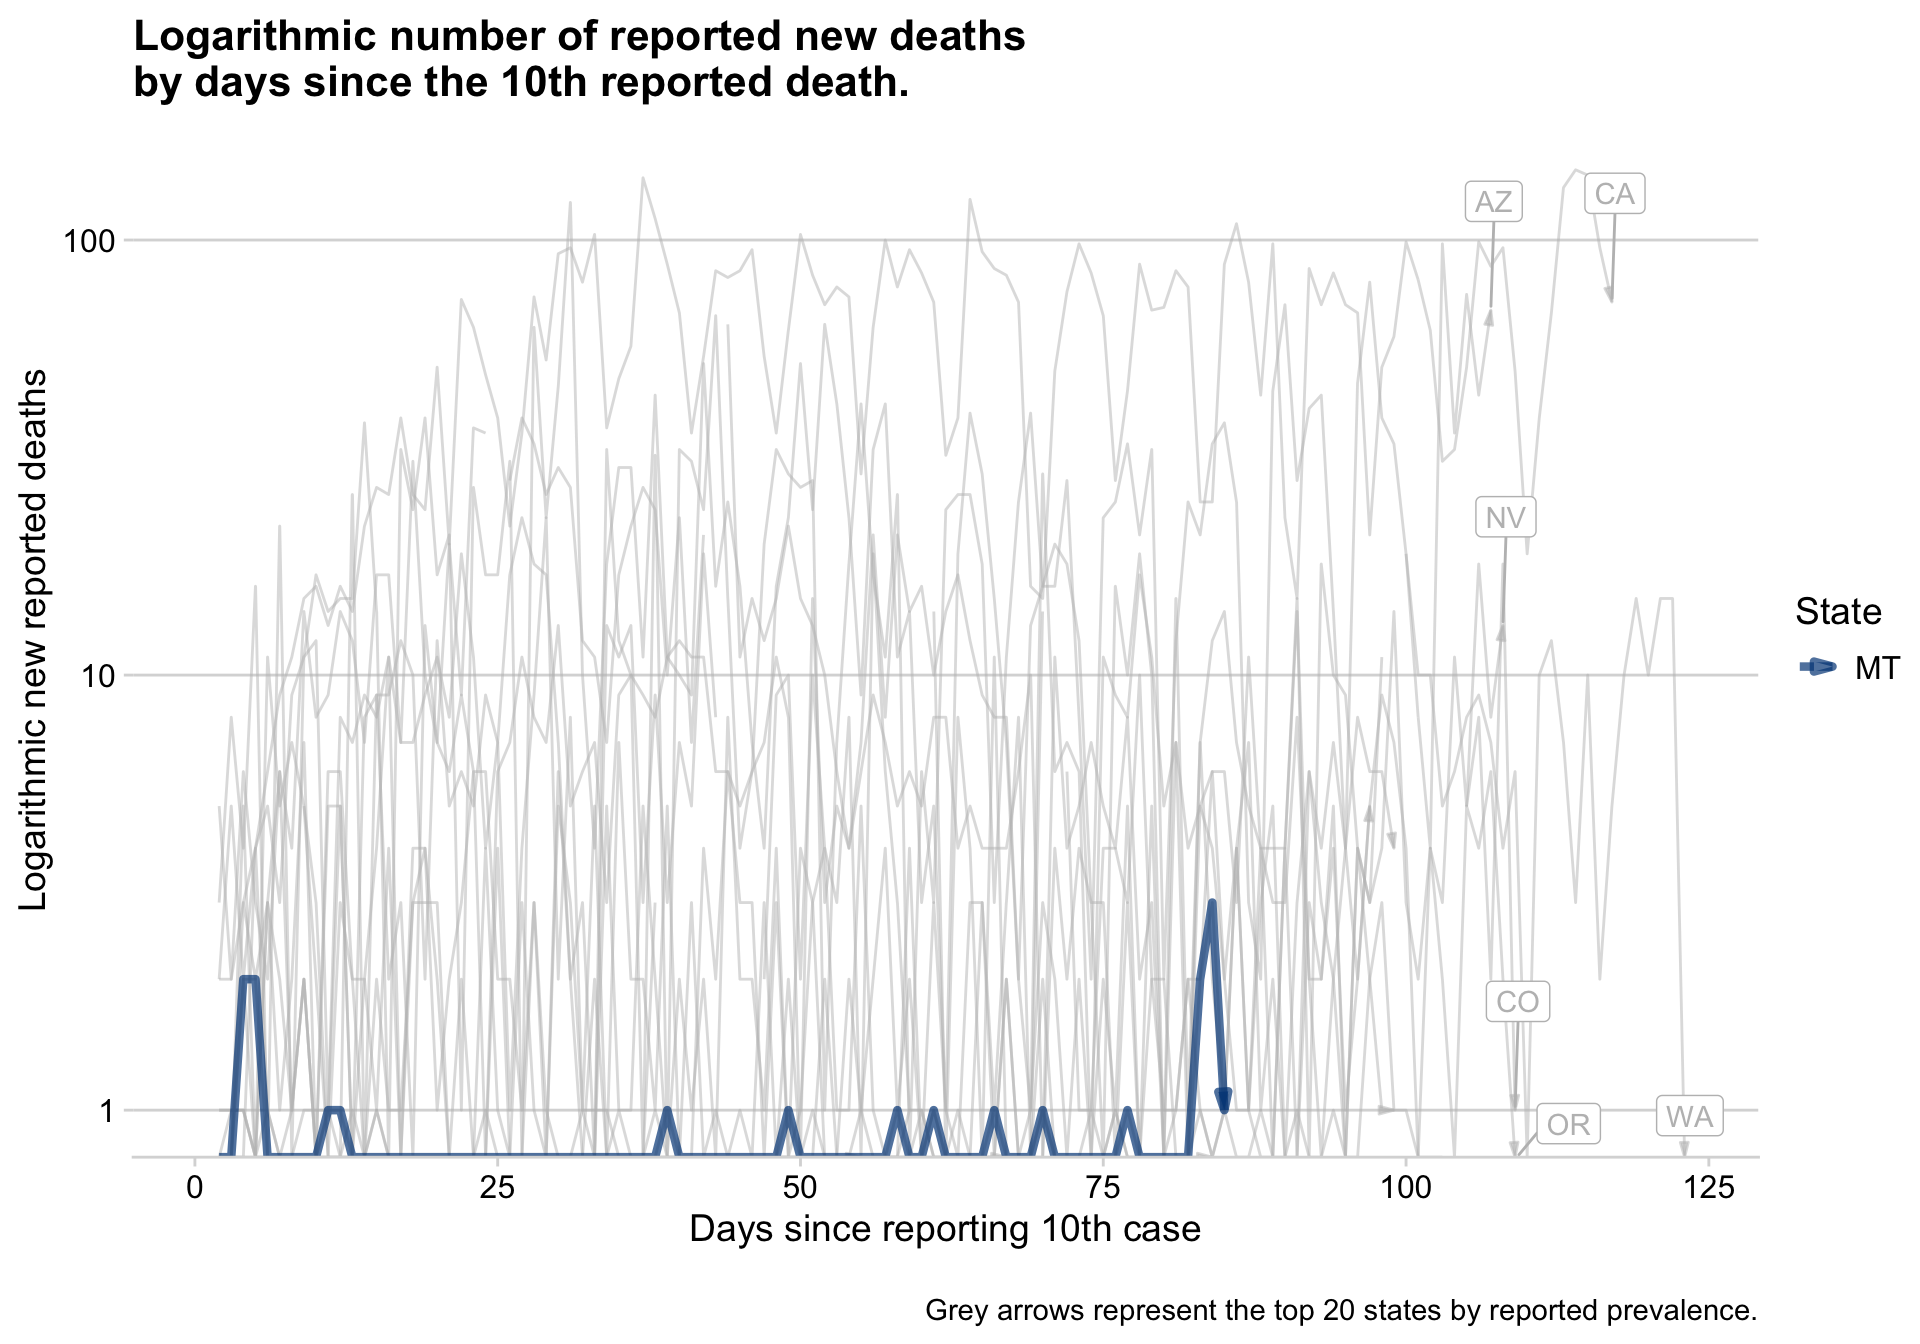 Logarithmic number of reported new deaths
by days since the 10th reported death.
Logarithmic new reported deaths
100
10
1
AZ
CA
NV
CO
OR
WA
0
25
50
75
100
125
Days since reporting 10th case
State
MT
Grey arrows represent the top 20 states by reported prevalence.